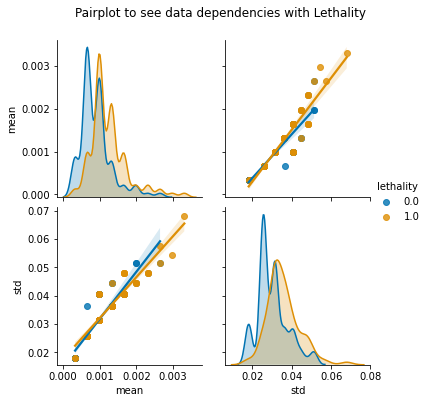 Pairplot to see data dependencies with Lethality
0.003
0.002
0.001
0.000
mean
lethality
0.0
1.0
0.07
0.06
0.05
0.04
0.03
0.02
std
0.000 0.001 0.002 0.003
mean
0.02 0.04 0.06 0.08
std